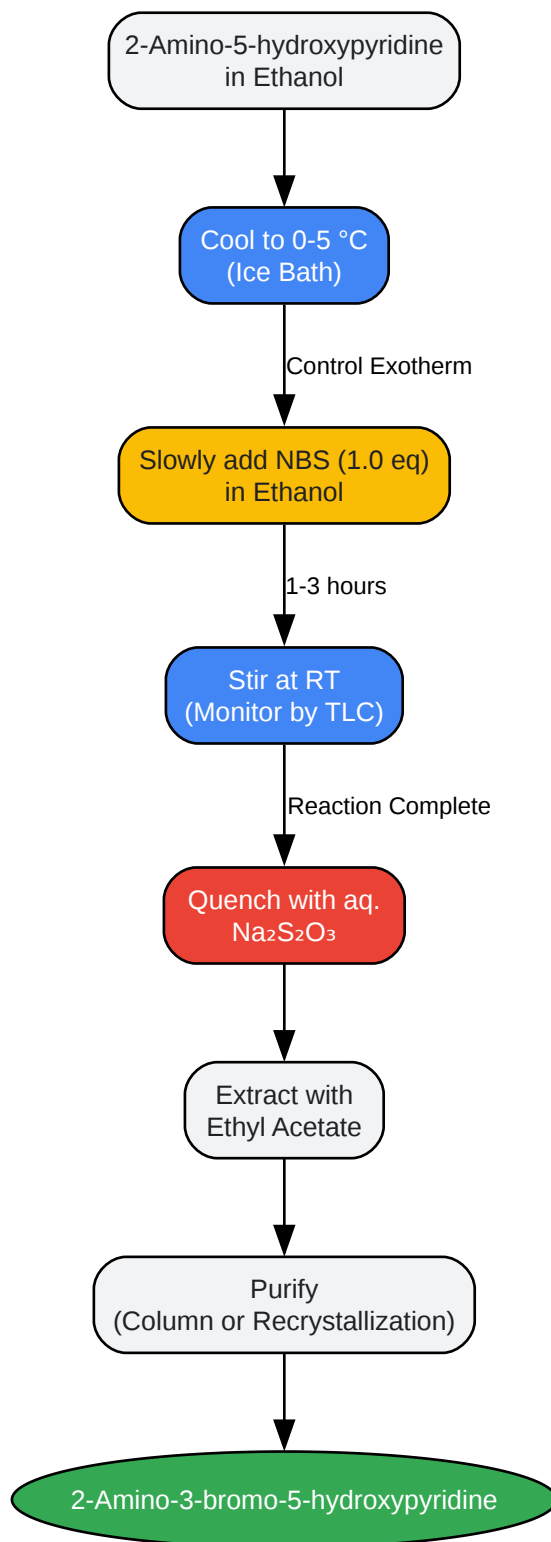 2-Amino-5-hydroxypyridine
in Ethanol
Cool to 0-5 °C
(Ice Bath)
Control Exotherm
Slowly add NBS (1.0 eq)
in Ethanol
1-3 hours
Stir at RT
(Monitor by TLC)
Reaction Complete
Quench with aq.
Na₂S₂O₃
Extract with
Ethyl Acetate
Purify
(Column or Recrystallization)
2-Amino-3-bromo-5-hydroxypyridine